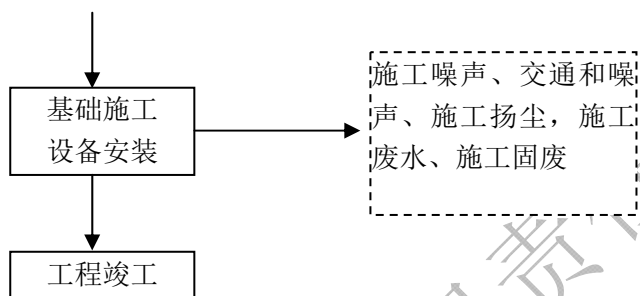 施工噪声、交通和噪
声、施工扬尘，施工
废水、施工固废
基础施工
设备安装
工程竣工
责